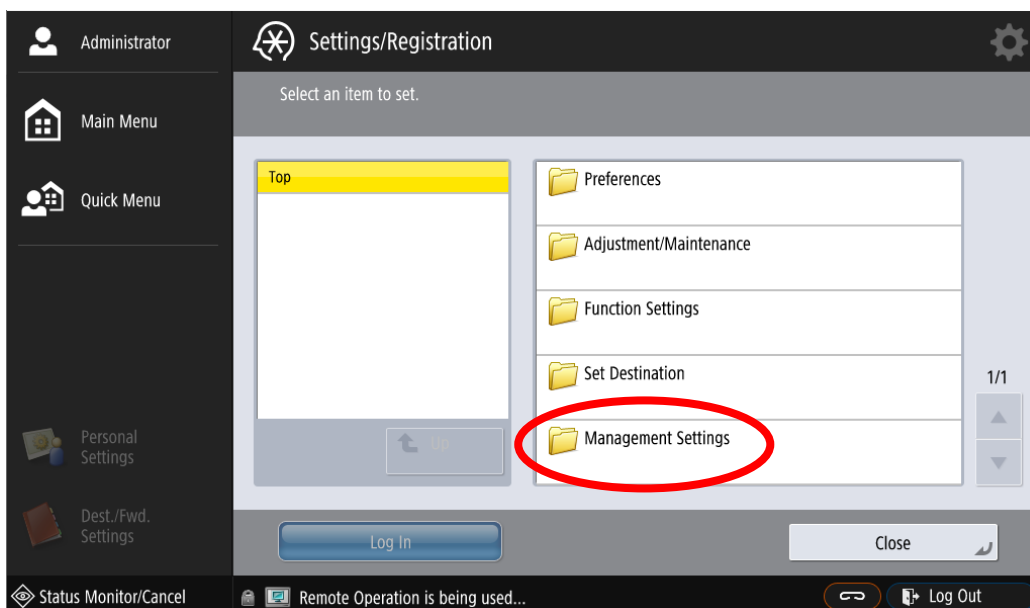 Administrator
Settings/Registration
Main Menu
Quick Menu
Personal
Settings
Dest./Fwd.
Settings
Select an item to set.
Top
Up
Preferences
Adjustment/Maintenance
Function Settings
Set Destination
Management Settings
1/1
Log In
Close
Status Monitor/Cancel
Remote Operation is being used...
Log Out